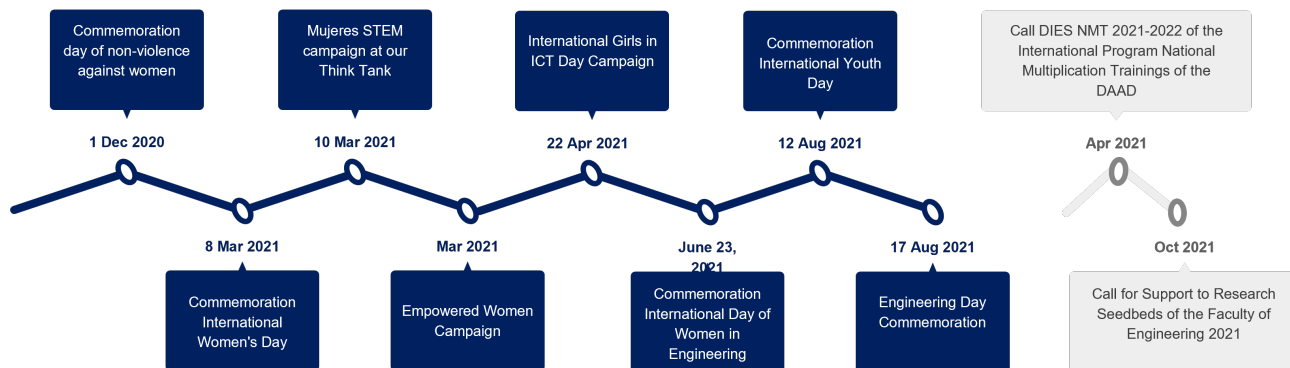 Commemoration
day of non-violence
against women
Mujeres STEM
campaign at our
Think Tank
International Girls in
ICT Day Campaign
Commemoration
International Youth
Day
Call DIES NMT 2021-2022 of the
International Program National
Multiplication Trainings of the
DAAD
1 Dec 2020
10 Mar 2021
22 Apr 2021
12 Aug 2021
Apr 2021
8 Mar 2021
Mar 2021
June 23,
2021
17 Aug 2021
Oct 2021
Commemoration
International
Women's Day
Empowered Women
Campaign
Commemoration
International Day of
Women in
Engineering
Engineering Day
Commemoration
Call for Support to Research
Seedbeds of the Faculty of
Engineering 2021